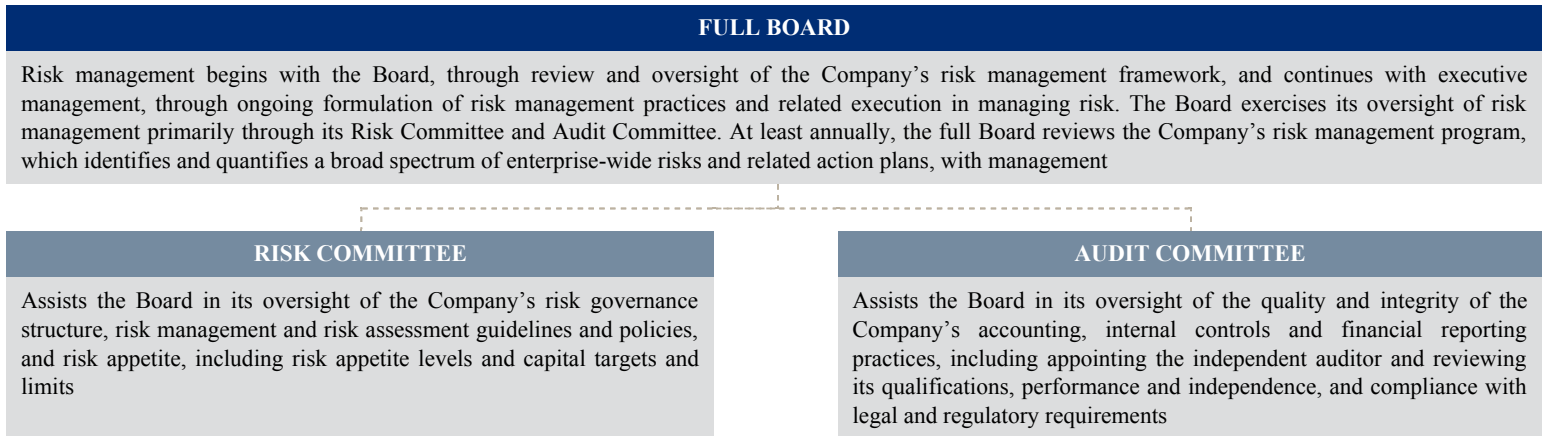 FULL BOARD
Risk management begins with the Board, through review and oversight of the Company’s risk management framework, and continues with executive
management, through ongoing formulation of risk management practices and related execution in managing risk. The Board exercises its oversight of risk
management primarily through its Risk Committee and Audit Committee. At least annually, the full Board reviews the Company’s risk management program,
which identifies and quantifies a broad spectrum of enterprise-wide risks and related action plans, with management
RISK COMMITTEE
Assists the Board in its oversight of the Company’s risk governance
structure, risk management and risk assessment guidelines and policies,
and risk appetite, including risk appetite levels and capital targets and
limits
AUDIT COMMITTEE
Assists the Board in its oversight of the quality and integrity of the
Company’s accounting, internal controls and financial reporting
practices, including appointing the independent auditor and reviewing
its qualifications, performance and independence, and compliance with
legal and regulatory requirements